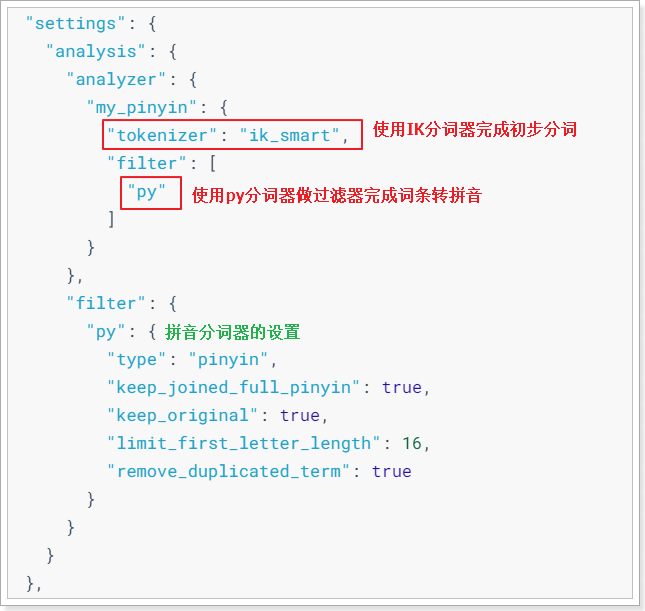 "settings": {
"analysis": {
"analyzer": {
"my_pinyin": {
"tokenizer": "ik_smart", 使用IK分词器完成初步分词
"filter": [
"py" 使用py分词器做过滤器完成词条转拼音
]
}
},
"filter": {
"py": { 拼音分词器的设置
"type": "pinyin",
"keep_joined_full_pinyin": true,
"keep_original": true,
"limit_first_letter_length": 16,
"remove_duplicated_term": true
}
}
}
},